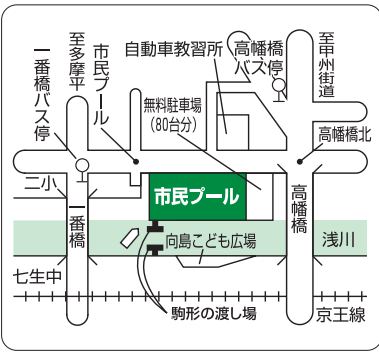 至多摩平
市民プール
一番橋バス停
自動車教習所
高幡橋
バス停
至甲州街道
無料駐車場
(80台分)
高幡橋北
二小
市民プール
一番橋
高幡橋
向島こども広場
浅川
七生中
駒形の渡し場
京王線